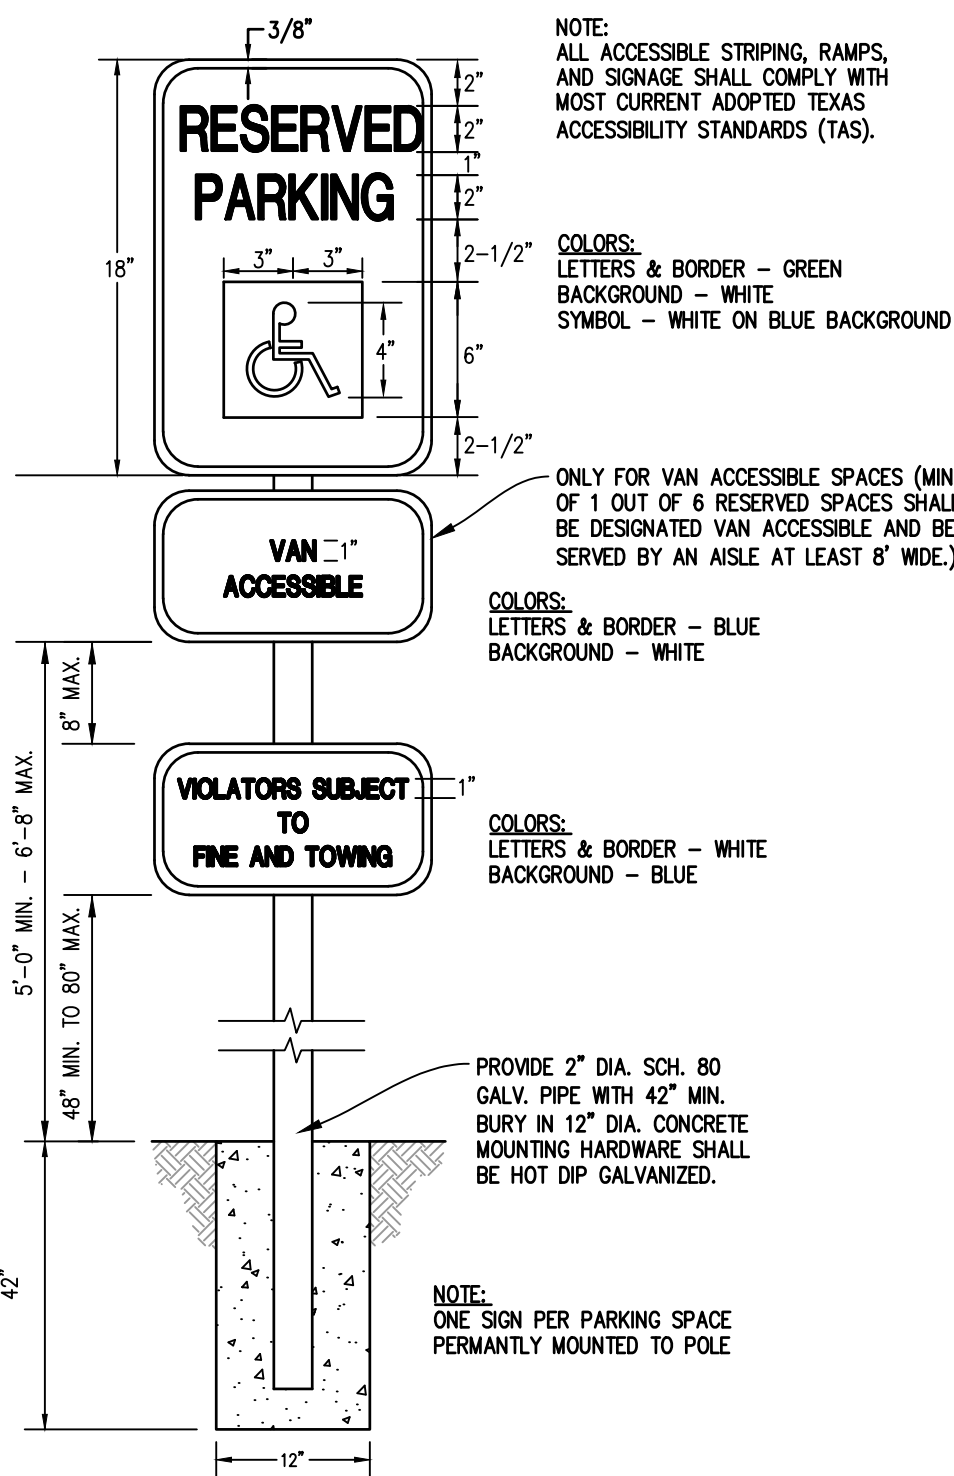 3/8"
NOTE:
ALL ACCESSIBLE STRIPING, RAMPS,
AND SIGNAGE SHALL COMPLY WITH
MOST CURRENT ADOPTED TEXAS
ACCESSIBILITY STANDARDS (TAS).
RESERVED
PARKING
2"
2"
1"
2"
2-1/2"
6"
2-1/2"
18"
3"
3"
4"
COLORS:
LETTERS & BORDER – GREEN
BACKGROUND – WHITE
SYMBOL – WHITE ON BLUE BACKGROUND
ONLY FOR VAN ACCESSIBLE SPACES (MIN
OF 1 OUT OF 6 RESERVED SPACES SHALL
BE DESIGNATED VAN ACCESSIBLE AND BE
SERVED BY AN AISLE AT LEAST 8' WIDE.)
VAN
1"
ACCESSIBLE
COLORS:
LETTERS & BORDER – BLUE
BACKGROUND – WHITE
8" MAX.
5'-0" MIN. – 6'-8" MAX.
VIOLATORS SUBJECT
TO
FINE AND TOWING
1"
COLORS:
LETTERS & BORDER – WHITE
BACKGROUND – BLUE
48" MIN. TO 80" MAX.
PROVIDE 2" DIA. SCH. 80
GALV. PIPE WITH 42" MIN.
BURY IN 12" DIA. CONCRETE
MOUNTING HARDWARE SHALL
BE HOT DIP GALVANIZED.
42"
NOTE:
ONE SIGN PER PARKING SPACE
PERMANTLY MOUNTED TO POLE
12"